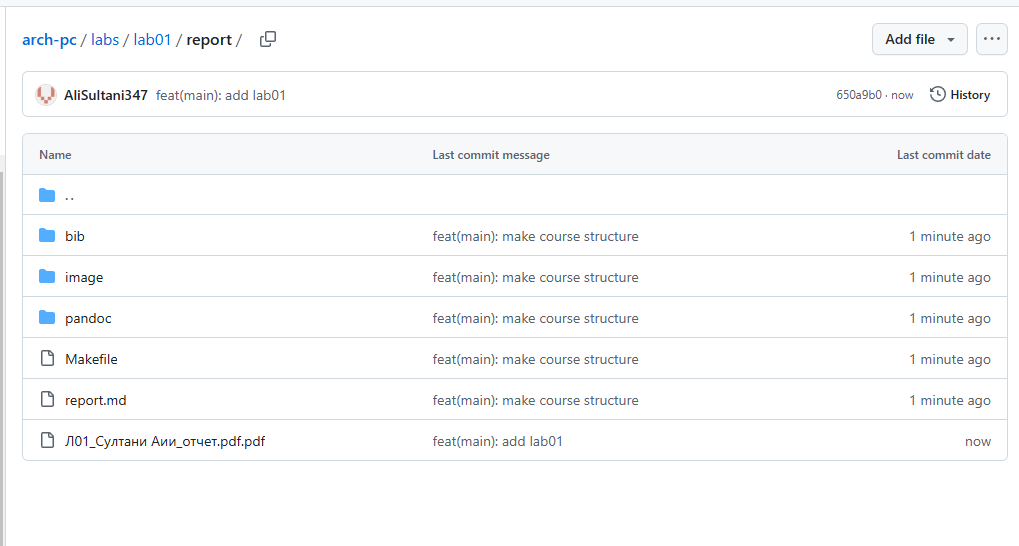 arch-pc / labs / lab01 / report /
Add file
AliSultani347 feat(main): add lab01
650a9b0 · now
History
Name Last commit message Last commit date
..
bib feat(main): make course structure 1 minute ago
image feat(main): make course structure 1 minute ago
pandoc feat(main): make course structure 1 minute ago
Makefile feat(main): make course structure 1 minute ago
report.md feat(main): make course structure 1 minute ago
Л01_Султани Аии_отчет.pdf.pdf feat(main): add lab01 now